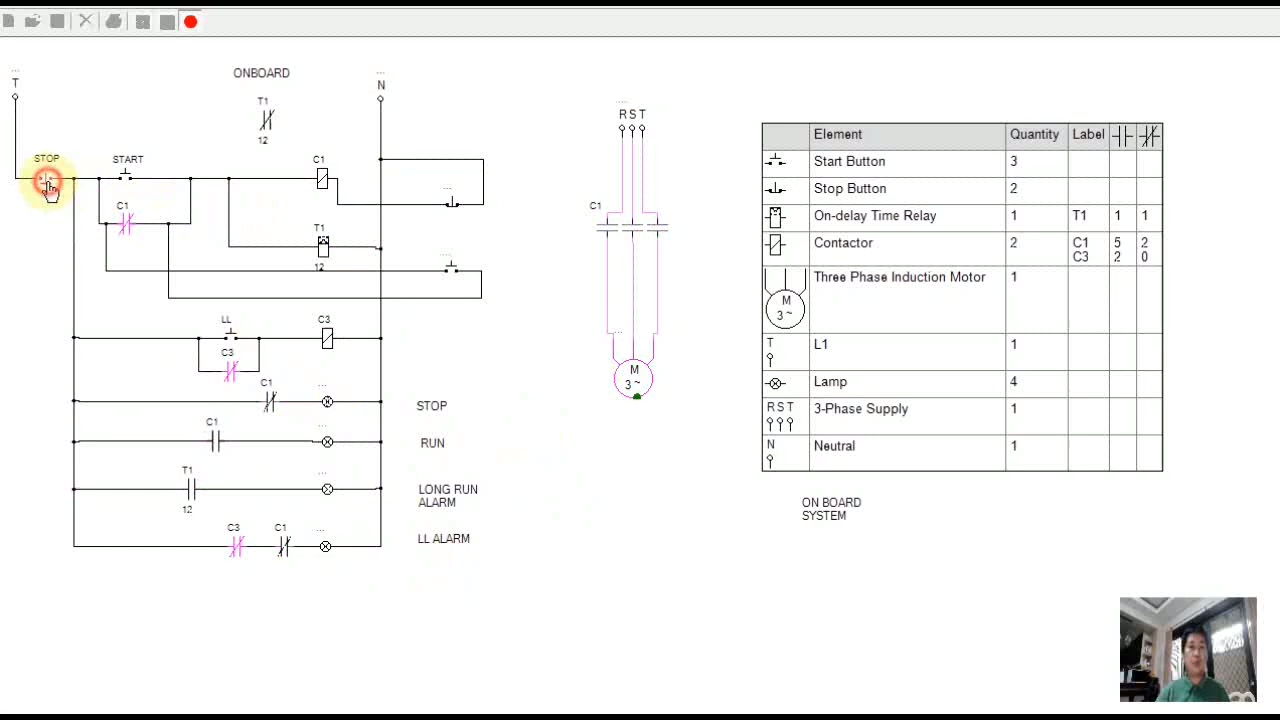 T
ONBOARD
N
T1
12
STOP
START
C1
C1
T1
12
LL
C3
C3
C1
STOP
C1
RUN
T1
12
LONG RUN
ALARM
C3
C1
LL ALARM
R S T
C1
M
3 ~
Element Quantity Label
Start Button 3
Stop Button 2
On-delay Time Relay 1 T1 1 1
Contactor 2 C1 5 2
C3 2 0
Three Phase Induction Motor 1
M
3 ~
T L1 1
Lamp 4
R S T 3-Phase Supply 1
N Neutral 1
ON BOARD
SYSTEM